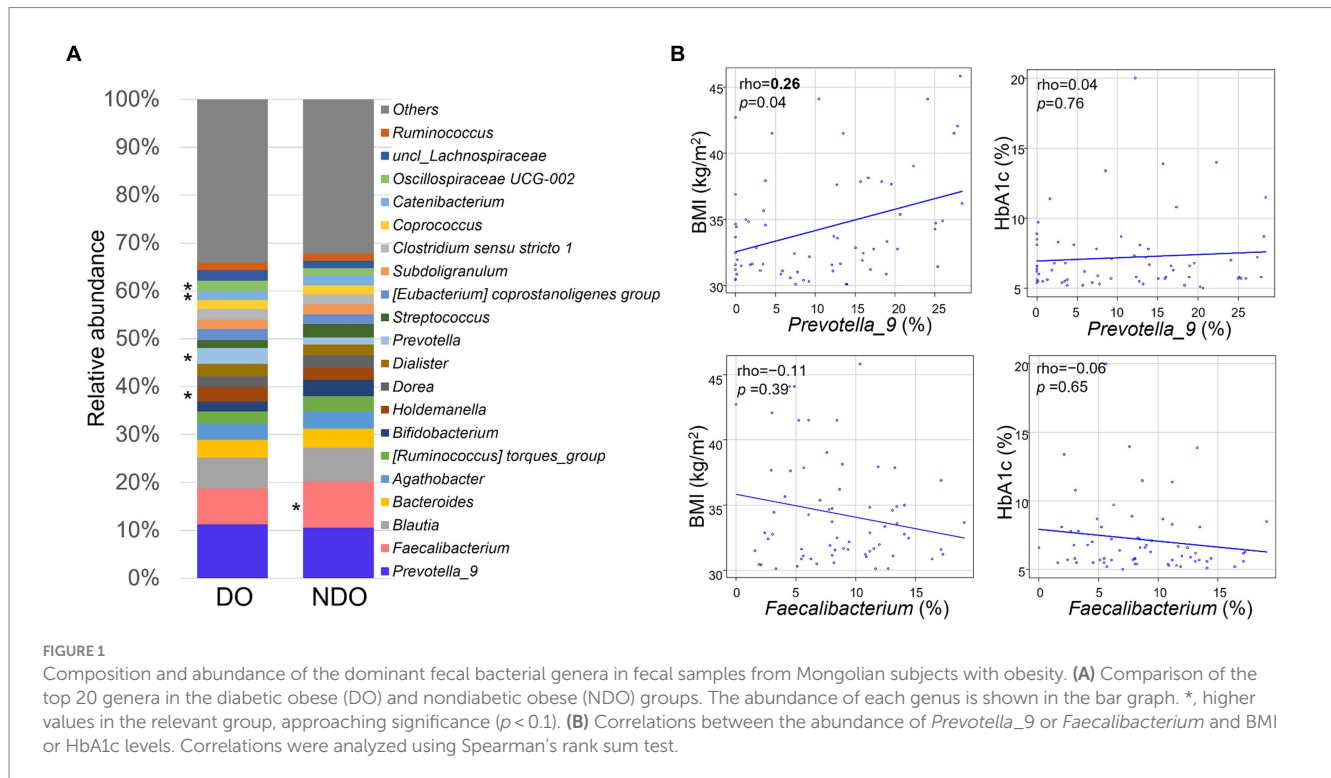 A
Relative abundance
100%
90%
80%
70%
60%
50%
40%
30%
20%
10%
0%
*
*
*
*
*
DO
NDO
Others
Ruminococcus
uncl_Lachnospiraceae
Oscillospiraceae UCG-002
Catenibacterium
Coprococcus
Clostridium sensu stricto 1
Subdoligranulum
[Eubacterium] coprostanoligenes group
Streptococcus
Prevotella
Dialister
Dorea
Holdemanella
Bifidobacterium
[Ruminococcus] torques_group
Agathobacter
Bacteroides
Blautia
Faecalibacterium
Prevotella_9
B
rho=0.26
p=0.04
BMI (kg/m²)
45
40
35
30
0 5 10 15 20 25
Prevotella_9 (%)
rho=0.04
p=0.76
HbA1c (%)
20
15
10
5
0 5 10 15 20 25
Prevotella_9 (%)
rho=−0.11
p =0.39
BMI (kg/m²)
45
40
35
30
0 5 10 15
Faecalibacterium (%)
rho=−0.06
p =0.65
HbA1c (%)
20
15
10
5
0 5 10 15
Faecalibacterium (%)
FIGURE 1
Composition and abundance of the dominant fecal bacterial genera in fecal samples from Mongolian subjects with obesity. (A) Comparison of the
top 20 genera in the diabetic obese (DO) and nondiabetic obese (NDO) groups. The abundance of each genus is shown in the bar graph. *, higher
values in the relevant group, approaching significance (p < 0.1). (B) Correlations between the abundance of Prevotella_9 or Faecalibacterium and BMI
or HbA1c levels. Correlations were analyzed using Spearman's rank sum test.